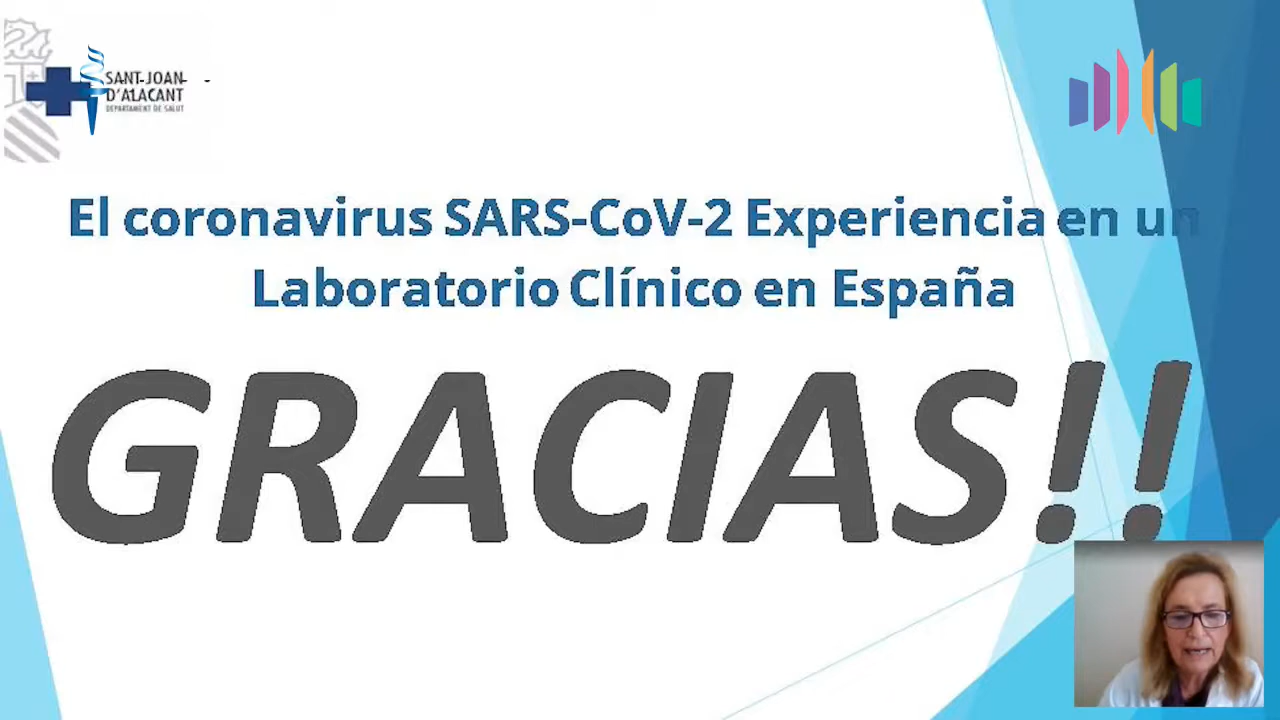 SANT JOAN
D'ALACANT
DEPARTAMENT DE SALUT
El coronavirus SARS-CoV-2 Experiencia en un
Laboratorio Clínico en España
GRACIAS!!